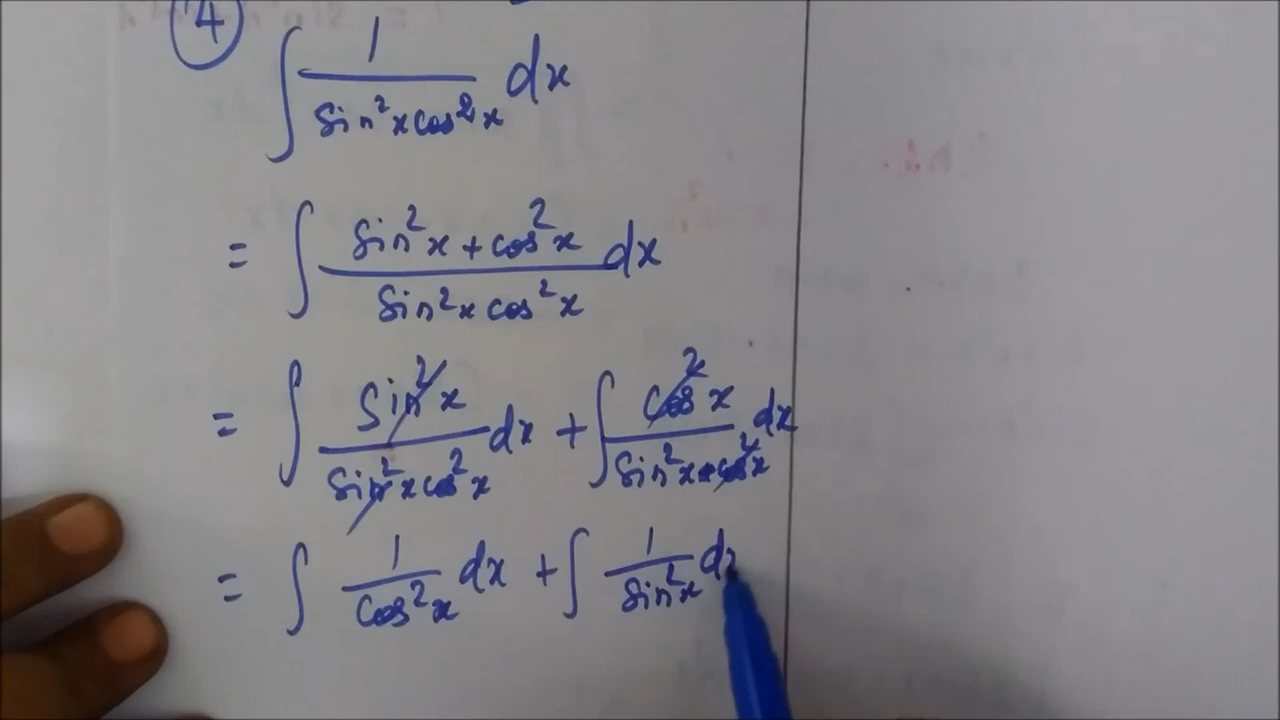 4
∫ 1/(Sin²x cos²x) dx
= ∫ (Sin²x + cos²x)/(Sin²x cos²x) dx
= ∫ Sin²x/(Sin²x cos²x) dx + ∫ cos²x/(Sin²x cos²x) dx
= ∫ 1/(Cos²x) dx + ∫ 1/(Sin²x) dx